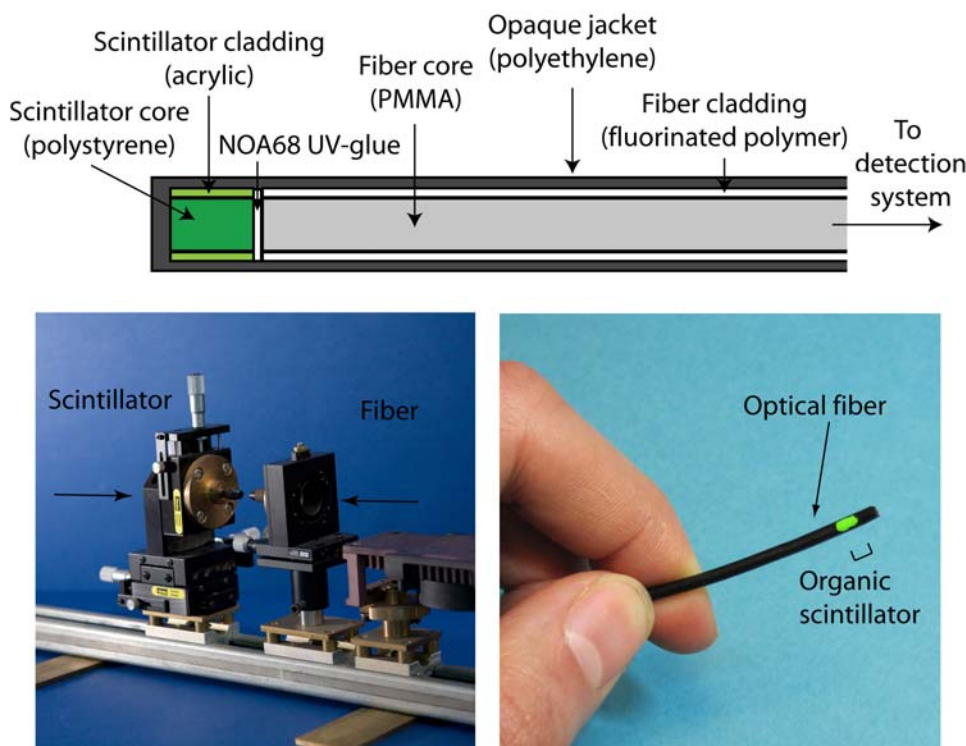 Scintillator cladding
(acrylic)
Scintillator core
(polystyrene)
NOA68 UV-glue
Fiber core
(PMMA)
Opaque jacket
(polyethylene)
Fiber cladding
(fluorinated polymer)
To
detection
system
Scintillator
Fiber
Optical fiber
Organic
scintillator